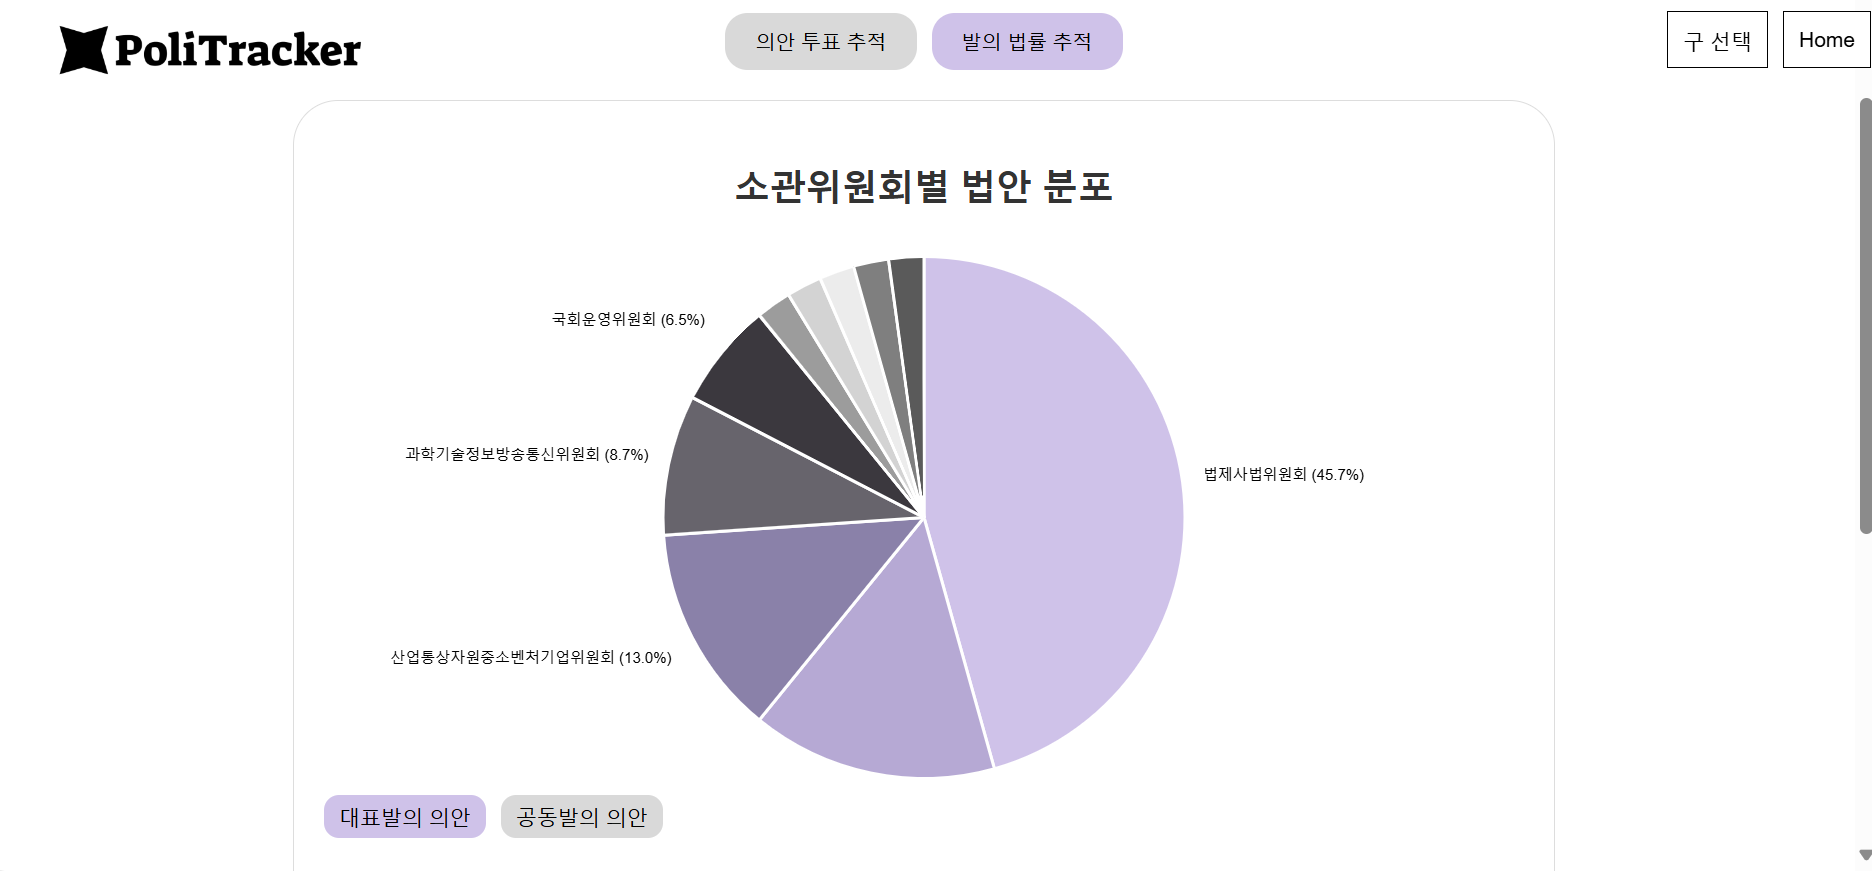 PoliTracker
의안 투표 추적
발의 법률 추적
구 선택
Home
소관위원회별 법안 분포
국회운영위원회 (6.5%)
과학기술정보방송통신위원회 (8.7%)
법제사법위원회 (45.7%)
산업통상자원중소벤처기업위원회 (13.0%)
대표발의 의안
공동발의 의안